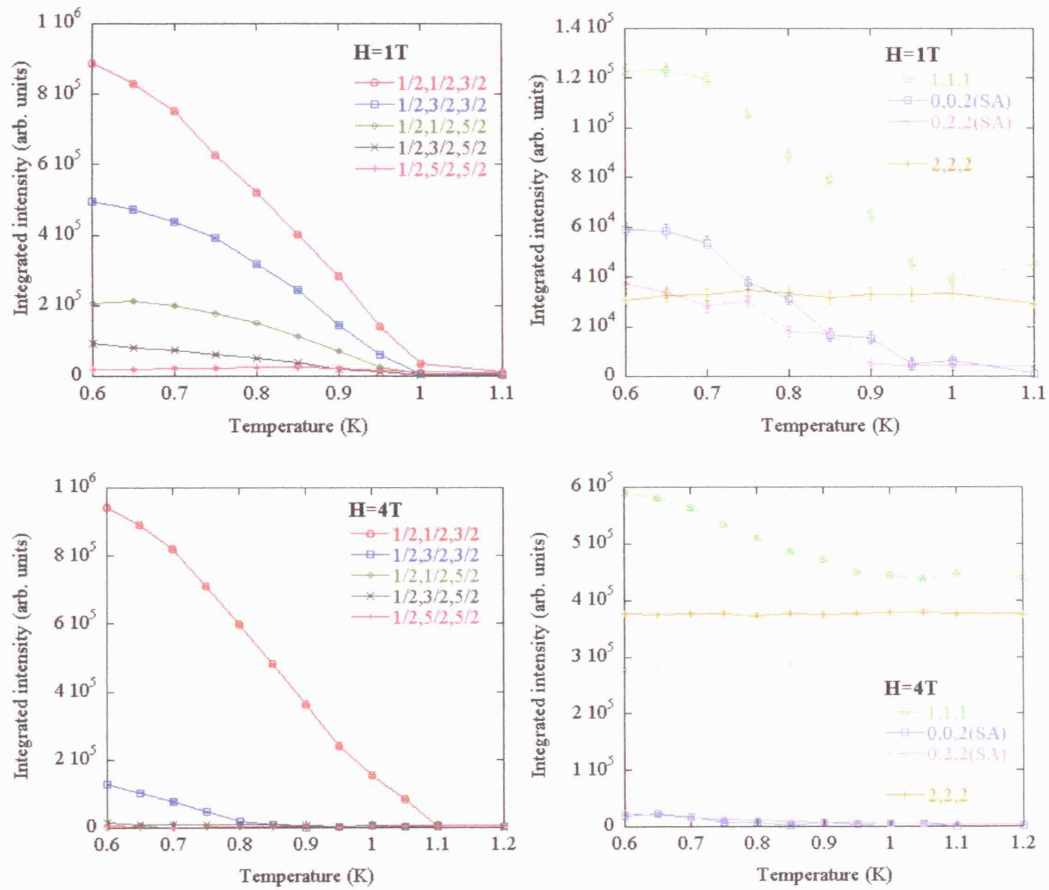 1 10⁶
8 10⁵
6 10⁵
4 10⁵
2 10⁵
0
0.6 0.7 0.8 0.9 1 1.1
Temperature (K)
Integrated intensity (arb. units)
H=1T
1/2,1/2,3/2
1/2,3/2,3/2
1/2,1/2,5/2
1/2,3/2,5/2
1/2,5/2,5/2
1.4 10⁵
1.2 10⁵
1 10⁵
8 10⁴
6 10⁴
4 10⁴
2 10⁴
0
0.6 0.7 0.8 0.9 1 1.1
Temperature (K)
Integrated intensity (arb. units)
H=1T
1,1,1
0,0,2(SA)
0,2,2(SA)
2,2,2
1 10⁶
8 10⁵
6 10⁵
4 10⁵
2 10⁵
0
0.6 0.7 0.8 0.9 1 1.1 1.2
Temperature (K)
Integrated intensity (arb. units)
H=4T
1/2,1/2,3/2
1/2,3/2,3/2
1/2,1/2,5/2
1/2,3/2,5/2
1/2,5/2,5/2
6 10⁵
5 10⁵
4 10⁵
3 10⁵
2 10⁵
1 10⁵
0
0.6 0.7 0.8 0.9 1 1.1 1.2
Temperature (K)
Integrated intensity (arb. units)
H=4T
1,1,1
0,0,2(SA)
0,2,2(SA)
2,2,2